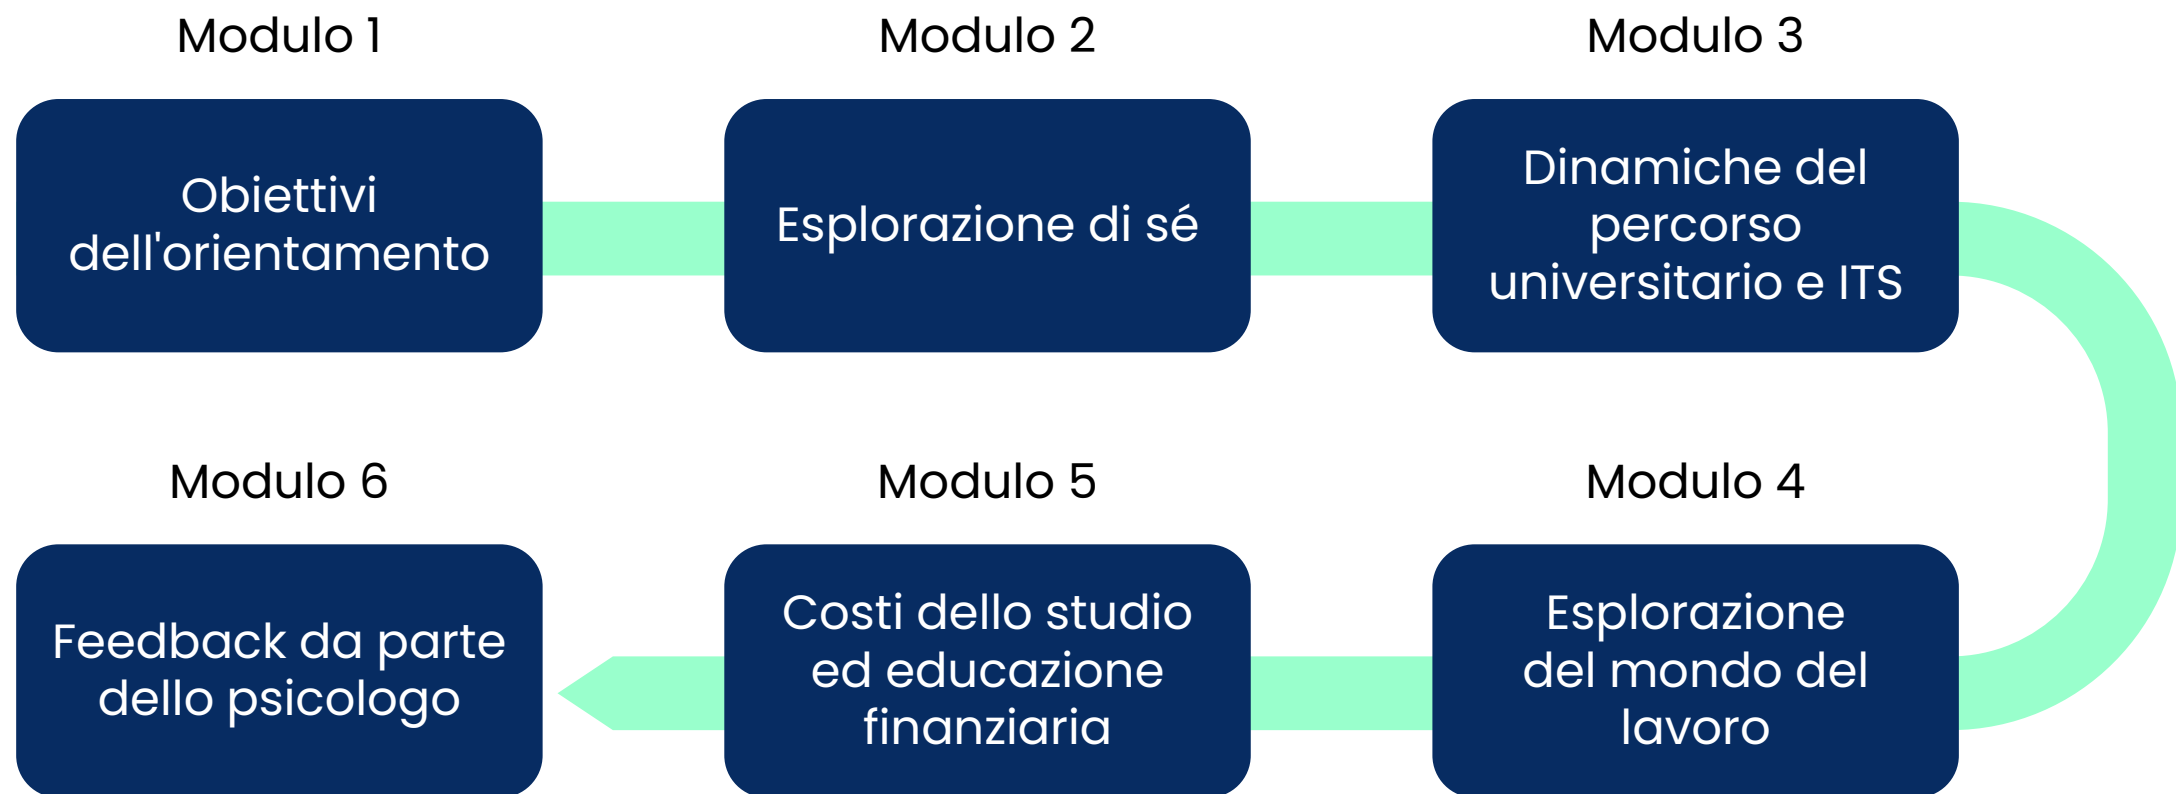 Modulo 1
Obiettivi
dell'orientamento
Modulo 2
Esplorazione di sé
Modulo 3
Dinamiche del
percorso
universitario e ITS
Modulo 4
Esplorazione
del mondo del
lavoro
Modulo 5
Costi dello studio
ed educazione
finanziaria
Modulo 6
Feedback da parte
dello psicologo